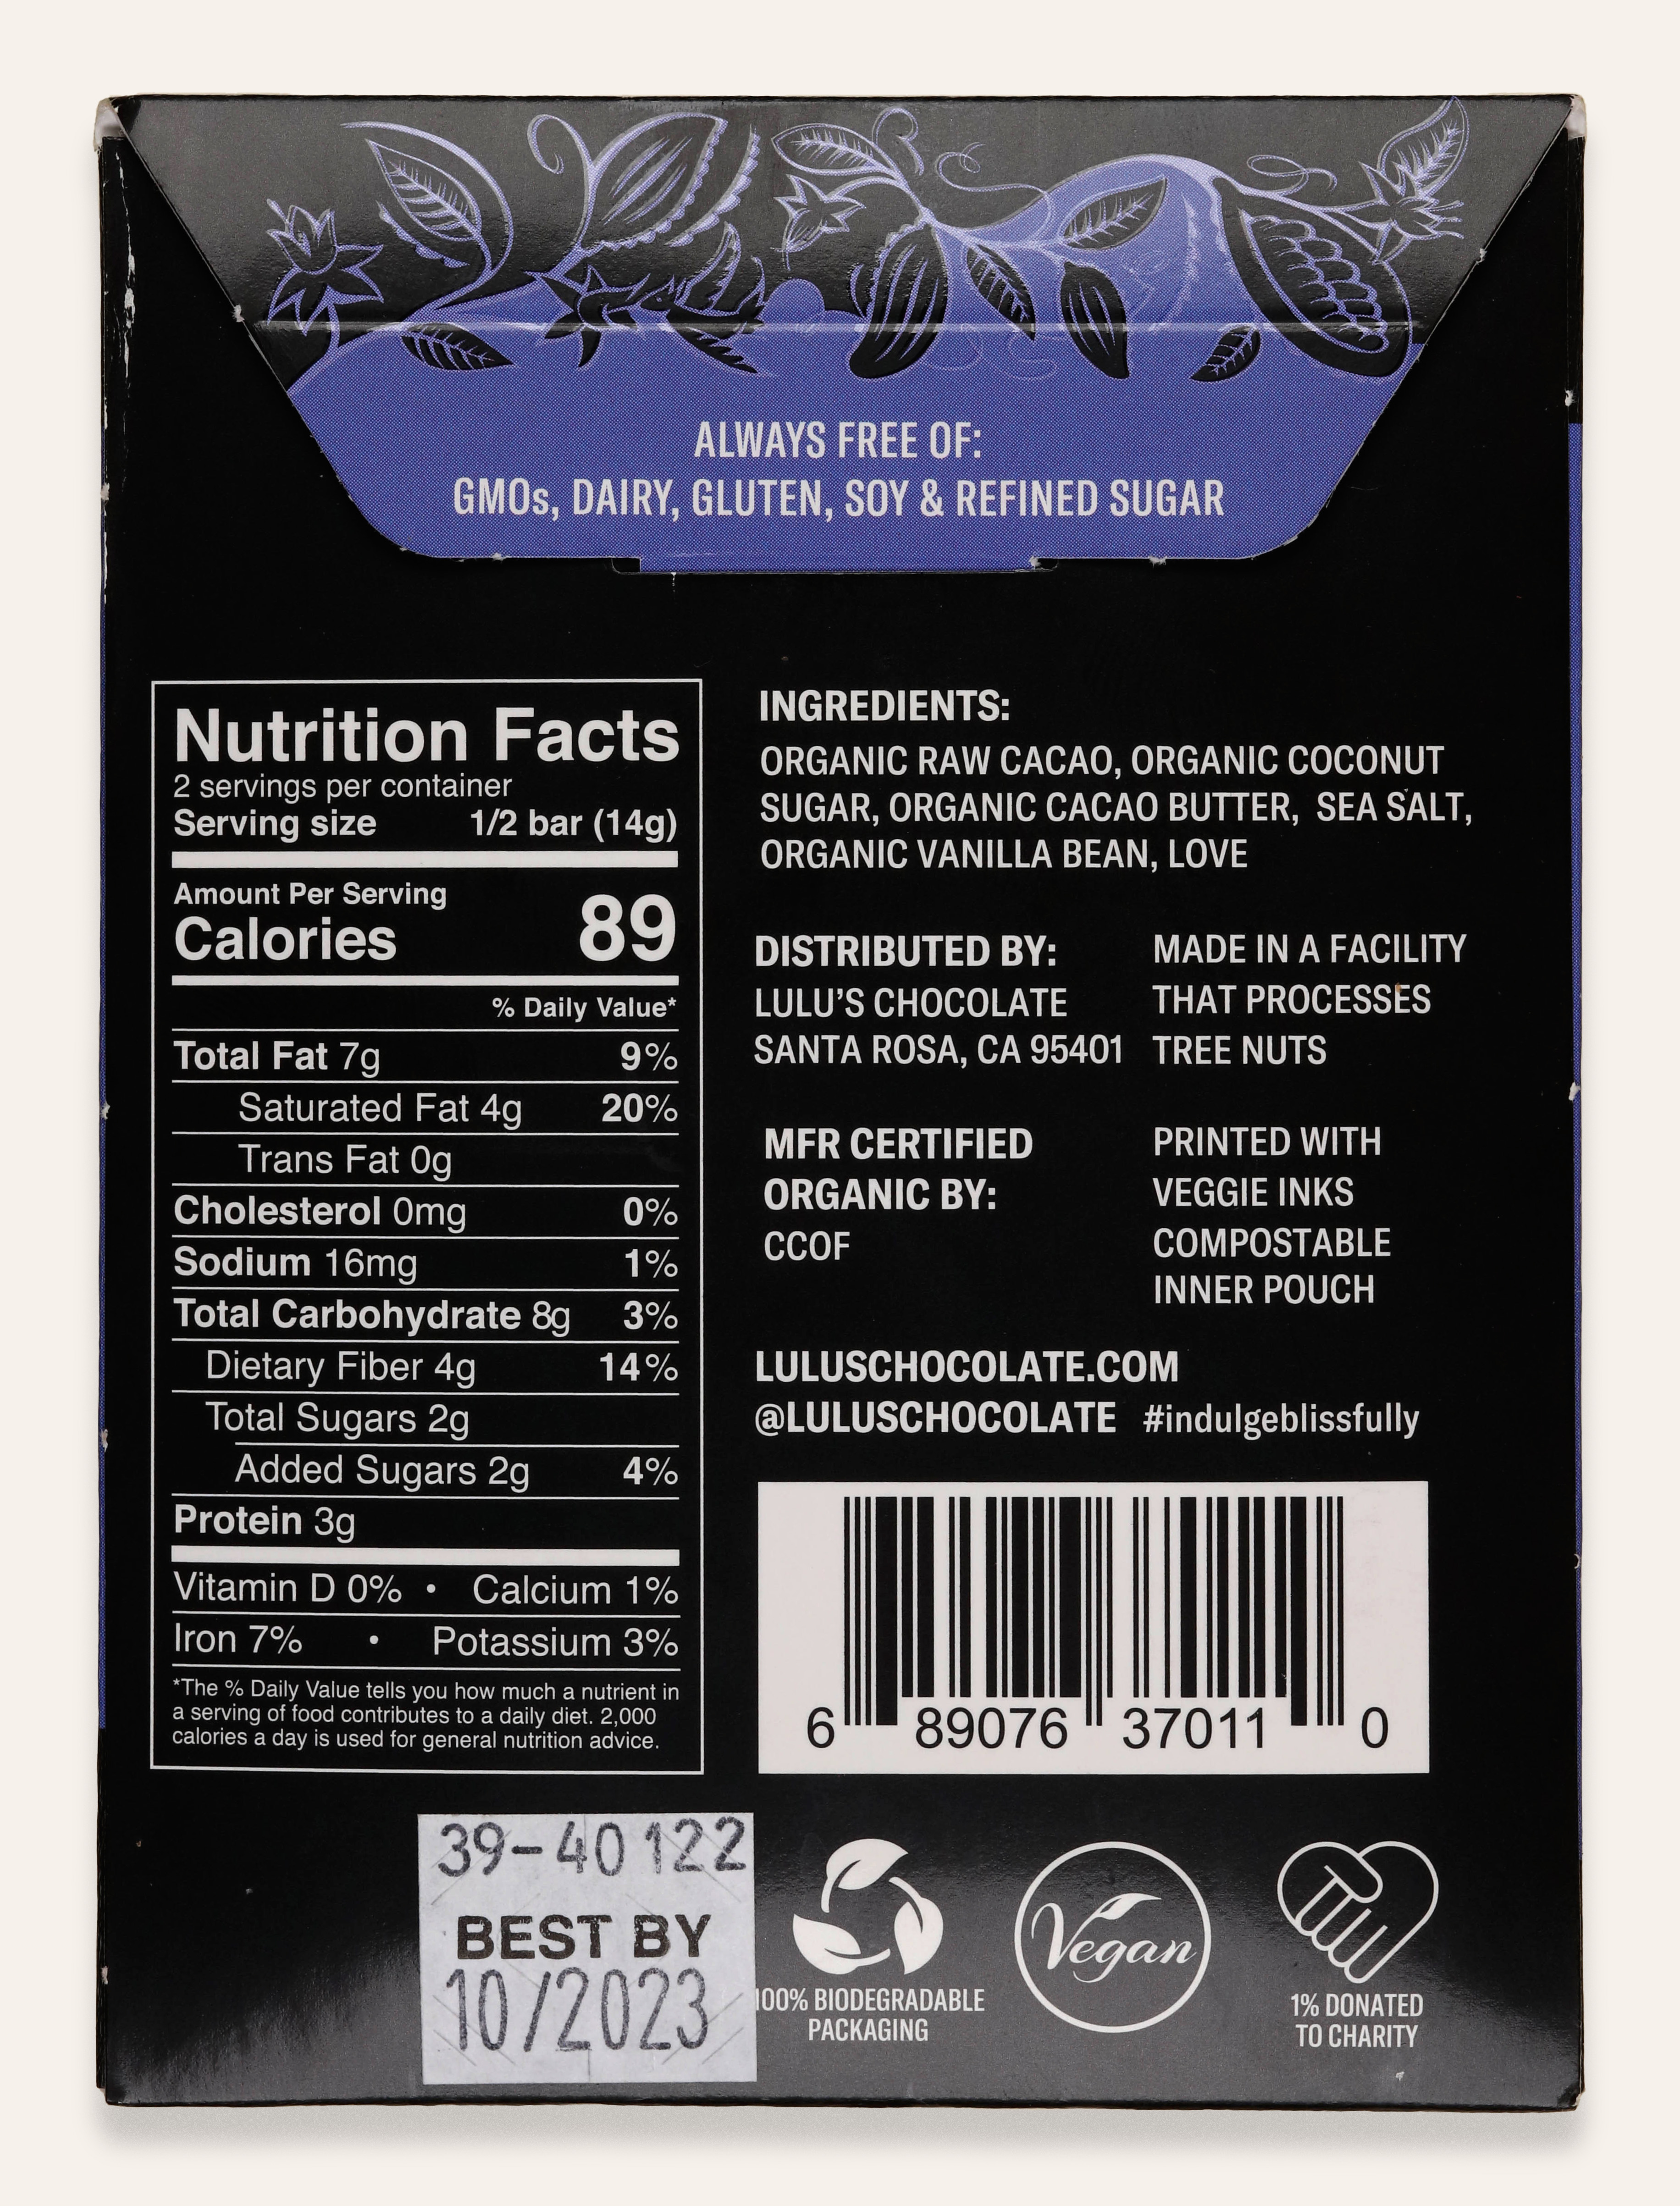 ALWAYS FREE OF:
GMOs, DAIRY, GLUTEN, SOY & REFINED SUGAR
Nutrition Facts
2 servings per container
Serving size 1/2 bar (14g)
Amount Per Serving
Calories 89
% Daily Value*
Total Fat 7g 9%
Saturated Fat 4g 20%
Trans Fat 0g
Cholesterol 0mg 0%
Sodium 16mg 1%
Total Carbohydrate 8g 3%
Dietary Fiber 4g 14%
Total Sugars 2g
Added Sugars 2g 4%
Protein 3g
Vitamin D 0% • Calcium 1%
Iron 7% • Potassium 3%
*The % Daily Value tells you how much a nutrient in
a serving of food contributes to a daily diet. 2,000
calories a day is used for general nutrition advice.
INGREDIENTS:
ORGANIC RAW CACAO, ORGANIC COCONUT
SUGAR, ORGANIC CACAO BUTTER, SEA SALT,
ORGANIC VANILLA BEAN, LOVE
DISTRIBUTED BY:
LULU'S CHOCOLATE
SANTA ROSA, CA 95401
MADE IN A FACILITY
THAT PROCESSES
TREE NUTS
MFR CERTIFIED
ORGANIC BY:
CCOF
PRINTED WITH
VEGGIE INKS
COMPOSTABLE
INNER POUCH
LULUSCHOCOLATE.COM
@LULUSCHOCOLATE #indulgeblissfully
6 89076 37011 0
39-40122
BEST BY
10/2023
100% BIODEGRADABLE
PACKAGING
Vegan
1% DONATED
TO CHARITY